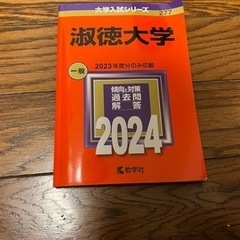 大学入試シリーズ
277
淑徳大学
一般
2023年度分のみ収載
傾向と対策
過去問
解答
2024
教学社